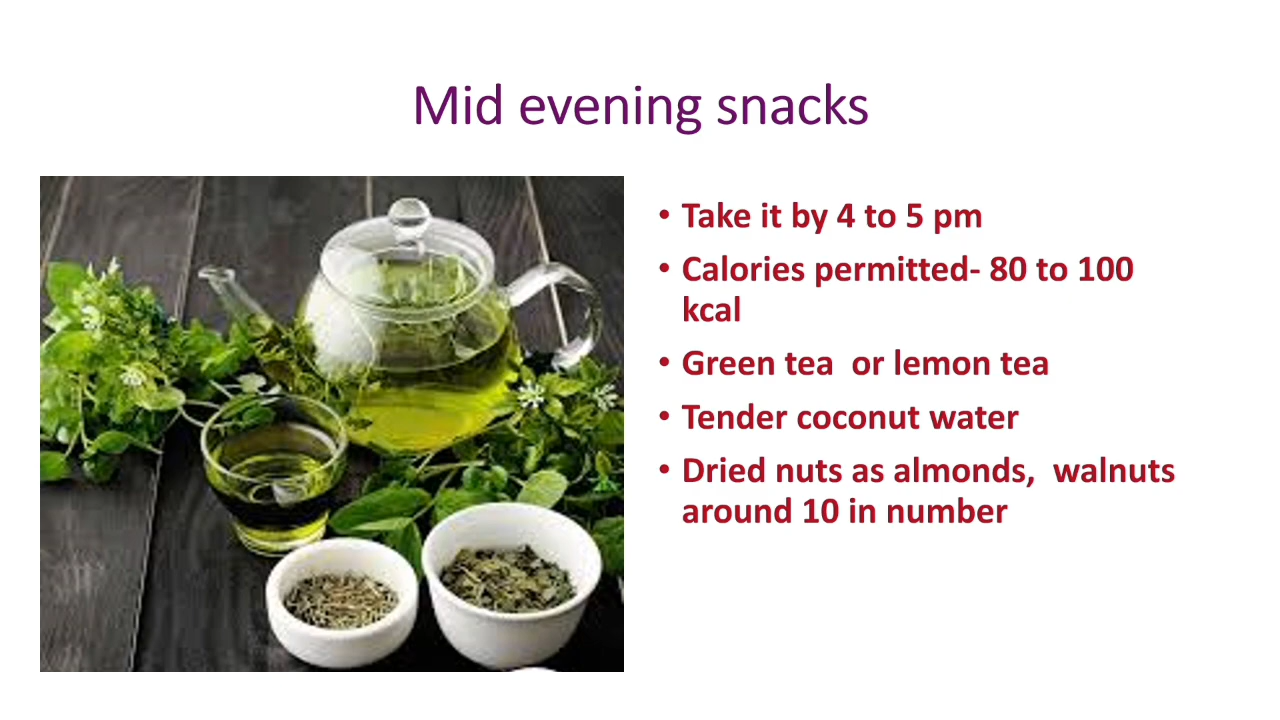 Mid evening snacks
• Take it by 4 to 5 pm
• Calories permitted- 80 to 100
kcal
• Green tea  or lemon tea
• Tender coconut water
• Dried nuts as almonds,  walnuts
around 10 in number